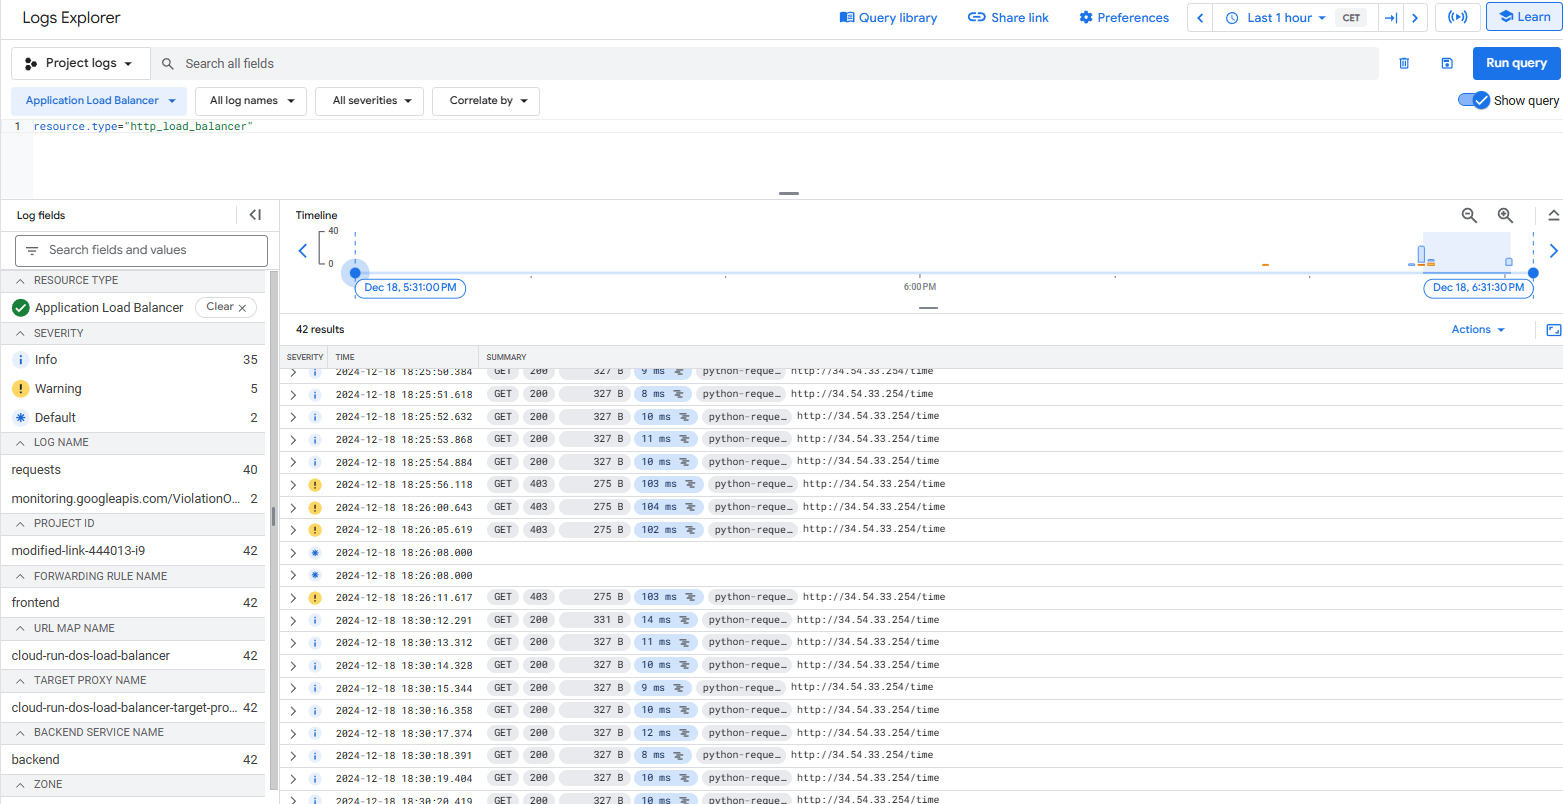 Logs Explorer Query library Share link Preferences Last 1 hour CET Learn
Project logs Search all fields Run query
Application Load Balancer All log names All severities Correlate by Show query
1 resource.type="http_load_balancer"
Log fields
Search fields and values
RESOURCE TYPE
Application Load Balancer Clear
SEVERITY
Info 35
Warning 5
Default 2
LOG NAME
requests 40
monitoring.googleapis.com/ViolationO... 2
PROJECT ID
modified-link-444013-i9 42
FORWARDING RULE NAME
frontend 42
URL MAP NAME
cloud-run-dos-load-balancer 42
TARGET PROXY NAME
cloud-run-dos-load-balancer-target-pro... 42
BACKEND SERVICE NAME
backend 42
ZONE
Timeline
40
0
Dec 18, 5:31:00 PM 6:00 PM Dec 18, 6:31:30 PM
42 results Actions
SEVERITY TIME SUMMARY
2024-12-18 18:25:50.384 GET 200 327 B 9 ms python-reque… http://34.54.33.254/time
2024-12-18 18:25:51.618 GET 200 327 B 8 ms python-reque… http://34.54.33.254/time
2024-12-18 18:25:52.632 GET 200 327 B 10 ms python-reque… http://34.54.33.254/time
2024-12-18 18:25:53.868 GET 200 327 B 11 ms python-reque… http://34.54.33.254/time
2024-12-18 18:25:54.884 GET 200 327 B 10 ms python-reque… http://34.54.33.254/time
2024-12-18 18:25:56.118 GET 403 275 B 103 ms python-reque… http://34.54.33.254/time
2024-12-18 18:26:00.643 GET 403 275 B 104 ms python-reque… http://34.54.33.254/time
2024-12-18 18:26:05.619 GET 403 275 B 102 ms python-reque… http://34.54.33.254/time
2024-12-18 18:26:08.000
2024-12-18 18:26:08.000
2024-12-18 18:26:11.617 GET 403 275 B 103 ms python-reque… http://34.54.33.254/time
2024-12-18 18:30:12.291 GET 200 331 B 14 ms python-reque… http://34.54.33.254/time
2024-12-18 18:30:13.312 GET 200 327 B 11 ms python-reque… http://34.54.33.254/time
2024-12-18 18:30:14.328 GET 200 327 B 10 ms python-reque… http://34.54.33.254/time
2024-12-18 18:30:15.344 GET 200 327 B 9 ms python-reque… http://34.54.33.254/time
2024-12-18 18:30:16.358 GET 200 327 B 10 ms python-reque… http://34.54.33.254/time
2024-12-18 18:30:17.374 GET 200 327 B 12 ms python-reque… http://34.54.33.254/time
2024-12-18 18:30:18.391 GET 200 327 B 8 ms python-reque… http://34.54.33.254/time
2024-12-18 18:30:19.404 GET 200 327 B 10 ms python-reque… http://34.54.33.254/time
2024-12-18 18:30:20.419 GET 200 327 B 10 ms python-reque… http://34.54.33.254/time